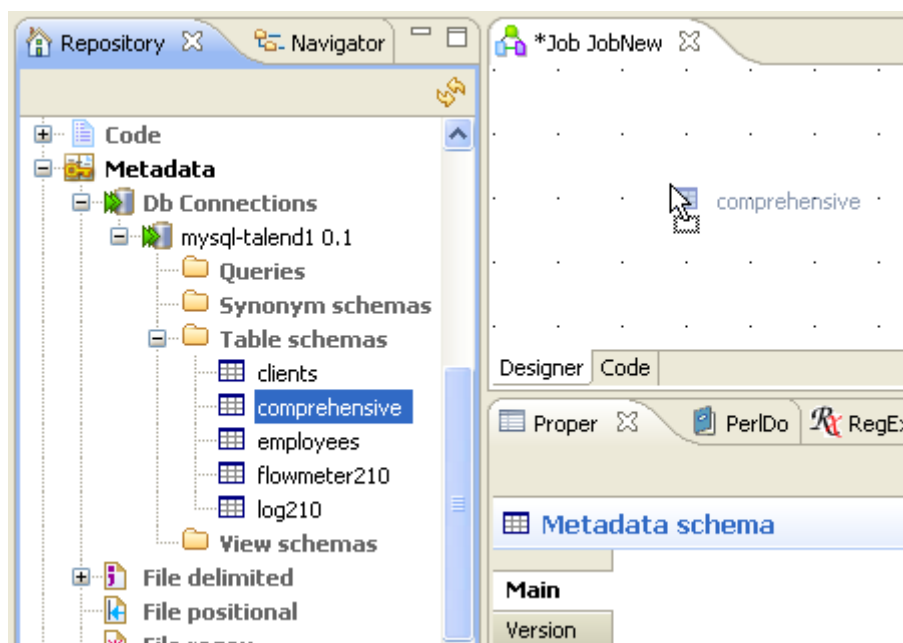 Repository
Navigator
*Job JobNew
Code
Metadata
Db Connections
mysql-talend1 0.1
Queries
Synonym schemas
Table schemas
clients
comprehensive
employees
flowmeter210
log210
View schemas
File delimited
File positional
comprehensive
Designer
Code
Proper
PerlDo
RegEx
Metadata schema
Main
Version